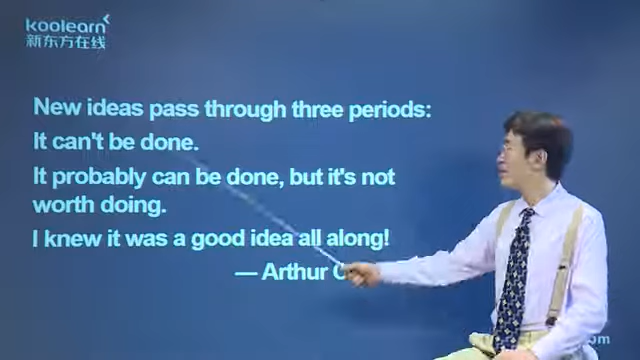 koolearn
新东方在线
New ideas pass through three periods:
It can't be done.
It probably can be done, but it's not
worth doing.
I knew it was a good idea all along!
— Arthur
om